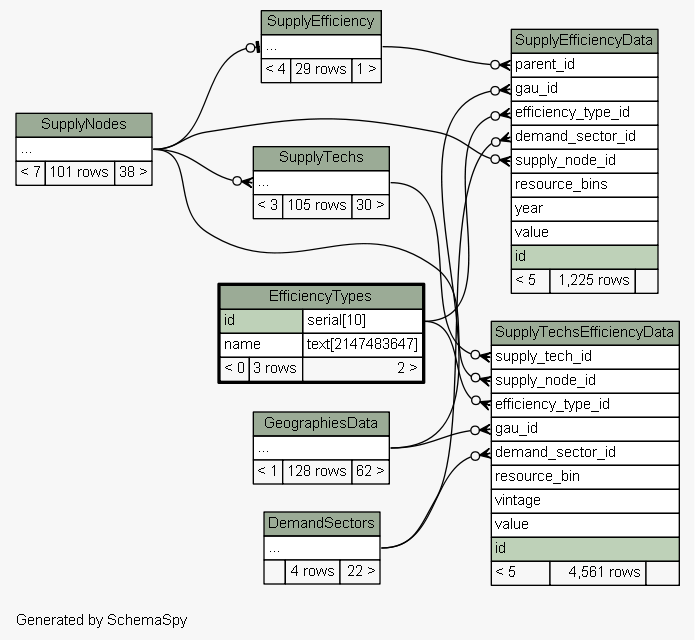 SupplyEfficiency
...
< 4 29 rows 1 >
SupplyEfficiencyData
parent_id
gau_id
efficiency_type_id
demand_sector_id
supply_node_id
resource_bins
year
value
id
< 5 1,225 rows
SupplyNodes
...
< 7 101 rows 38 >
SupplyTechs
...
< 3 105 rows 30 >
EfficiencyTypes
id serial[10]
name text[2147483647]
< 0 3 rows 2 >
SupplyTechsEfficiencyData
supply_tech_id
supply_node_id
efficiency_type_id
gau_id
demand_sector_id
resource_bin
vintage
value
id
< 5 4,561 rows
GeographiesData
...
< 1 128 rows 62 >
DemandSectors
...
4 rows 22 >
Generated by SchemaSpy